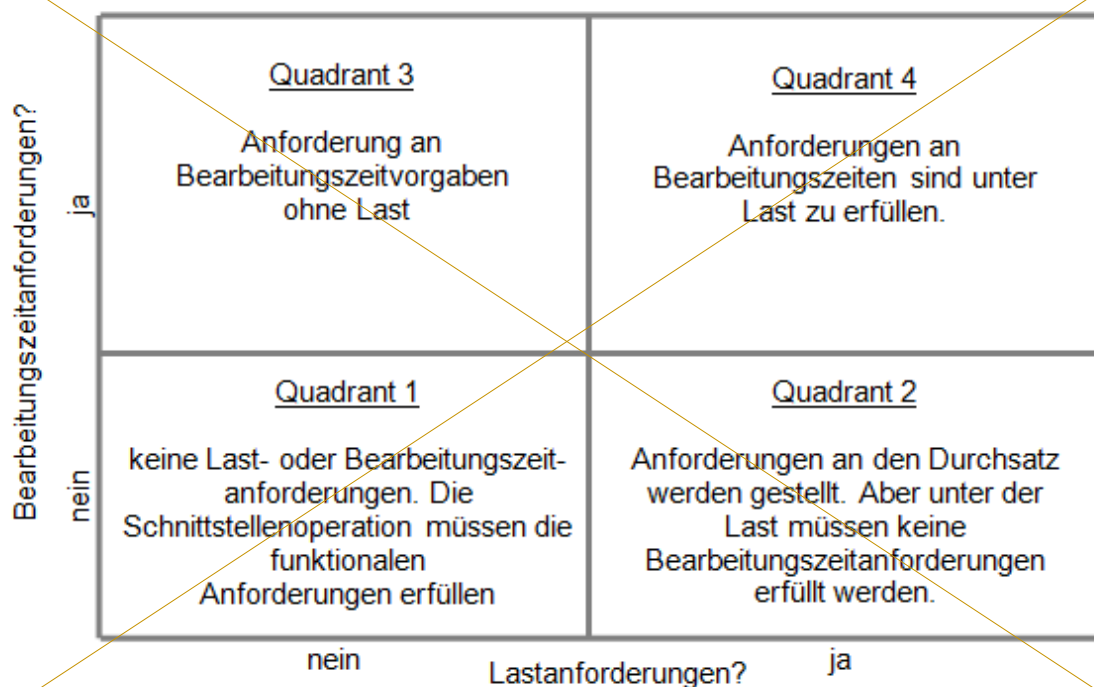 Bearbeitungszeitanforderungen?
ja
nein
Quadrant 3
Anforderung an
Bearbeitungszeitvorgaben
ohne Last
Quadrant 4
Anforderungen an
Bearbeitungszeiten sind unter
Last zu erfüllen.
Quadrant 1
keine Last- oder Bearbeitungszeit-
anforderungen. Die
Schnittstellenoperation müssen die
funktionalen
Anforderungen erfüllen
Quadrant 2
Anforderungen an den Durchsatz
werden gestellt. Aber unter der
Last müssen keine
Bearbeitungszeitanforderungen
erfüllt werden.
nein
Lastanforderungen?
ja